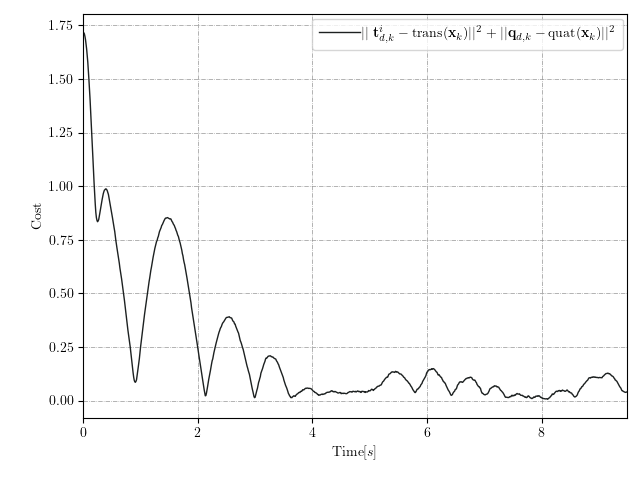 || t^i_{d,k} − trans(x_k)||^2 + ||q_{d,k} − quat(x_k)||^2
1.75
1.50
1.25
1.00
0.75
0.50
0.25
0.00
Cost
0 2 4 6 8
Time[s]